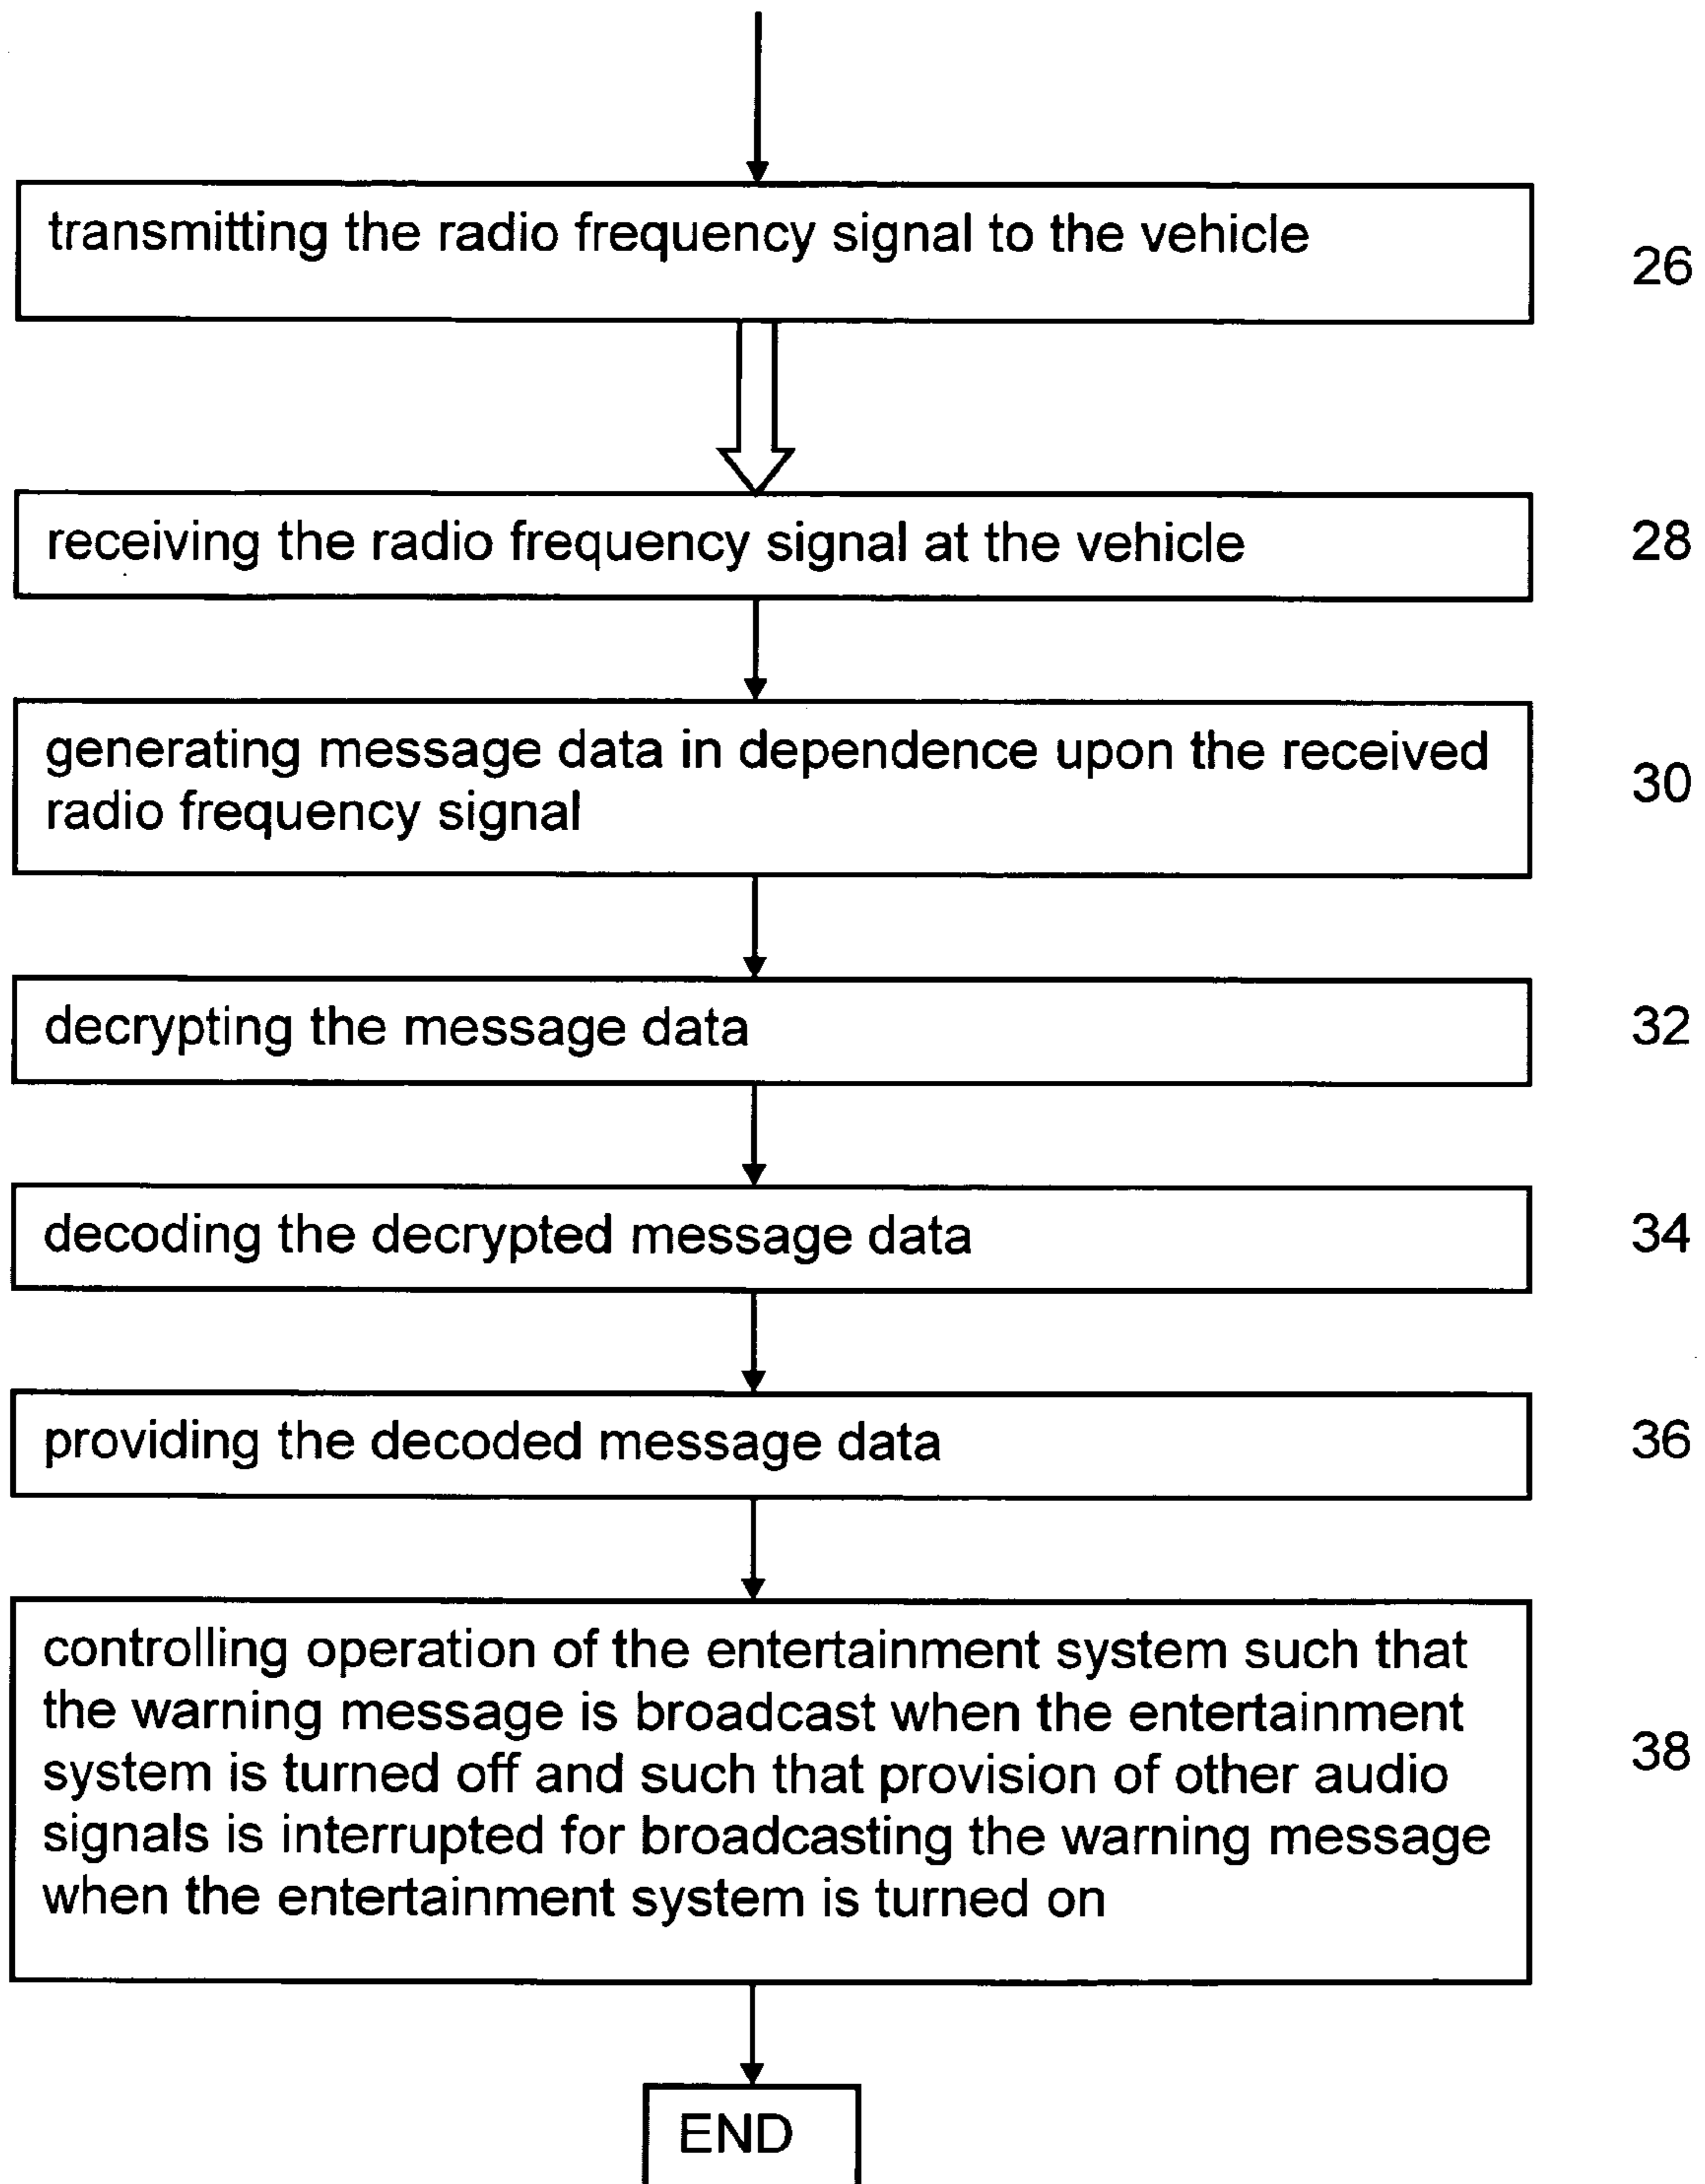 transmitting the radio frequency signal to the vehicle
26
receiving the radio frequency signal at the vehicle
28
generating message data in dependence upon the received
radio frequency signal
30
decrypting the message data
32
decoding the decrypted message data
34
providing the decoded message data
36
controlling operation of the entertainment system such that
the warning message is broadcast when the entertainment
system is turned off and such that provision of other audio
signals is interrupted for broadcasting the warning message
when the entertainment system is turned on
38
END